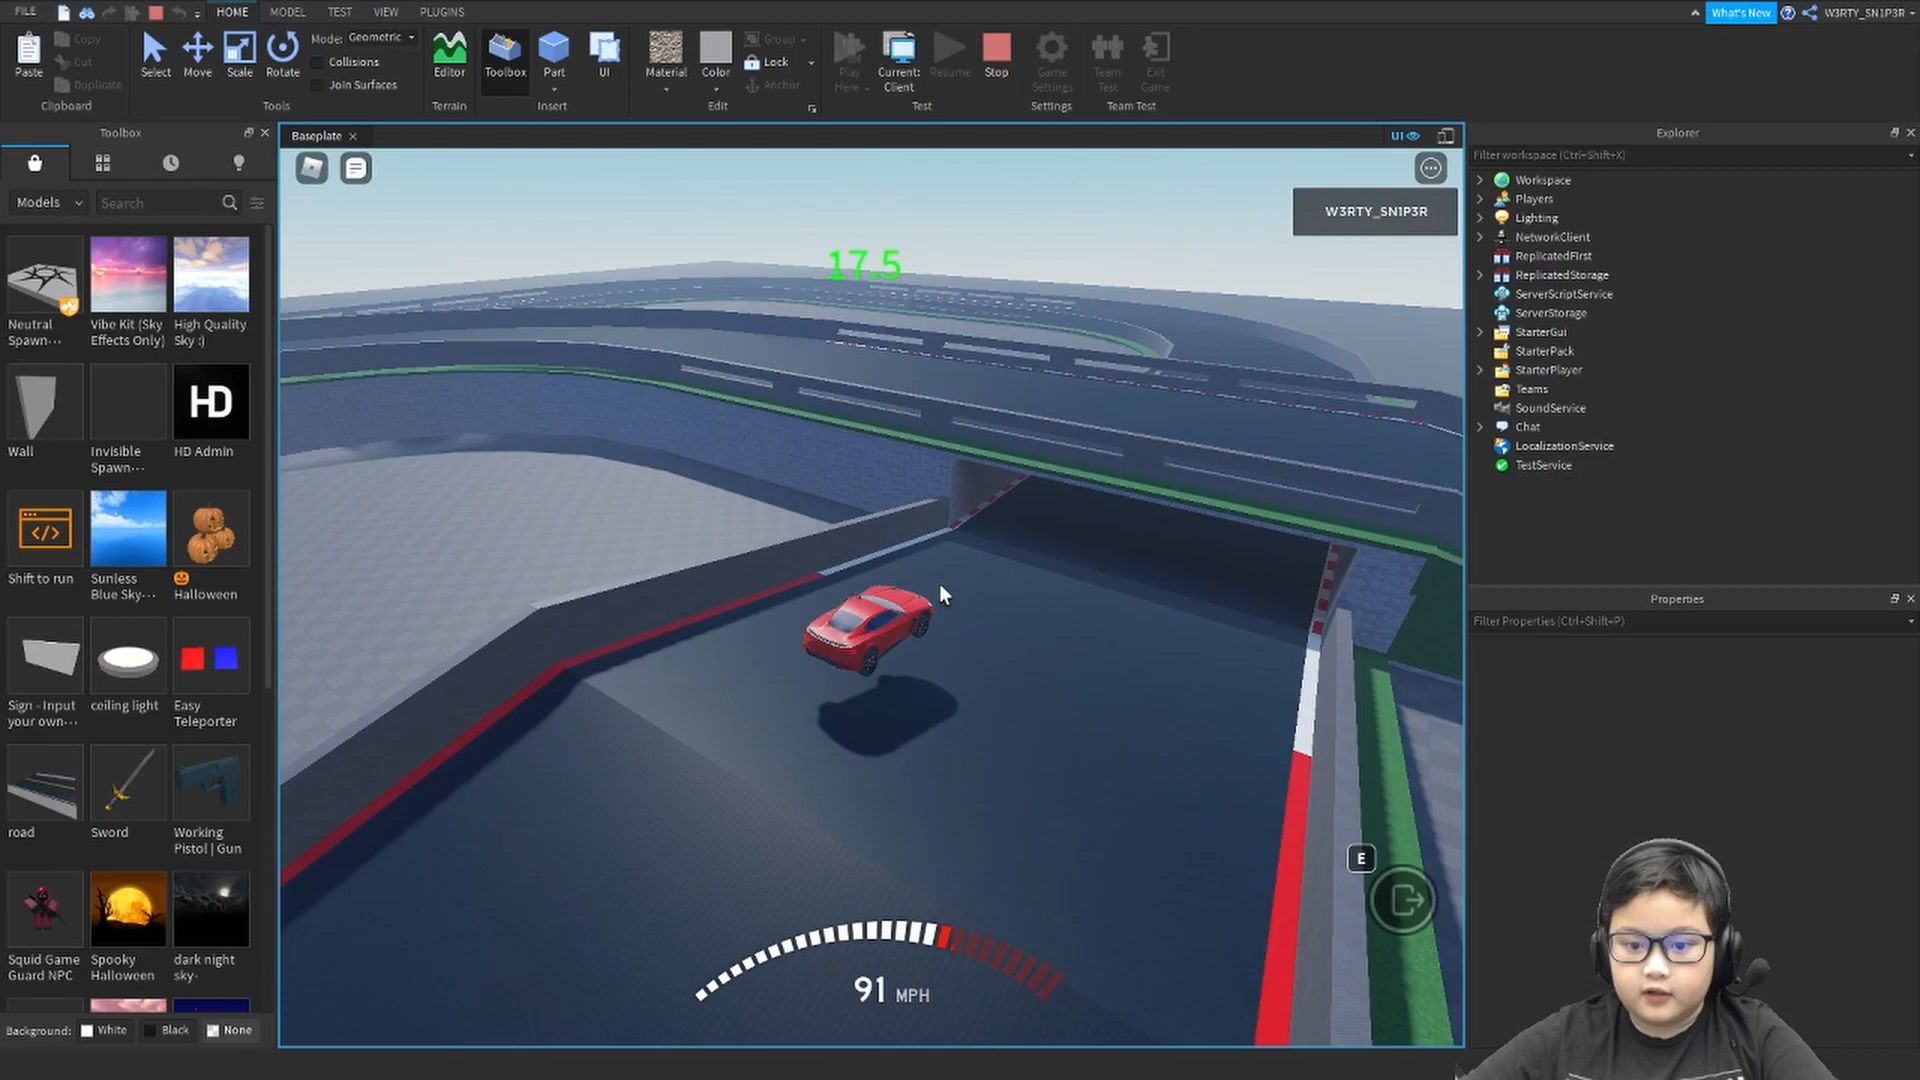 FILE
HOME
MODEL
TEST
VIEW
PLUGINS
What's New
W3RTY_SN1P3R
Paste
Copy
Cut
Duplicate
Clipboard
Select
Move
Scale
Rotate
Mode: Geometric
Collisions
Join Surfaces
Tools
Editor
Terrain
Toolbox
Part
UI
Insert
Material
Color
Group
Lock
Anchor
Edit
Play
Here
Current:
Client
Resume
Stop
Test
Game
Settings
Settings
Team
Test
Exit
Game
Team Test
Toolbox
Models
Search
Neutral
Spawn...
Vibe Kit (Sky
Effects Only)
High Quality
Sky :)
Wall
Invisible
Spawn...
HD
HD Admin
Shift to run
Sunless
Blue Sky...
Halloween
Sign - Input
your own...
ceiling light
Easy
Teleporter
road
Sword
Working
Pistol | Gun
Squid Game
Guard NPC
Spooky
Halloween
dark night
sky-
Background:
White
Black
None
Baseplate
UI
W3RTY_SN1P3R
17.5
E
91 MPH
Explorer
Filter workspace (Ctrl+Shift+X)
Workspace
Players
Lighting
NetworkClient
ReplicatedFirst
ReplicatedStorage
ServerScriptService
ServerStorage
StarterGui
StarterPack
StarterPlayer
Teams
SoundService
Chat
LocalizationService
TestService
Properties
Filter Properties (Ctrl+Shift+P)